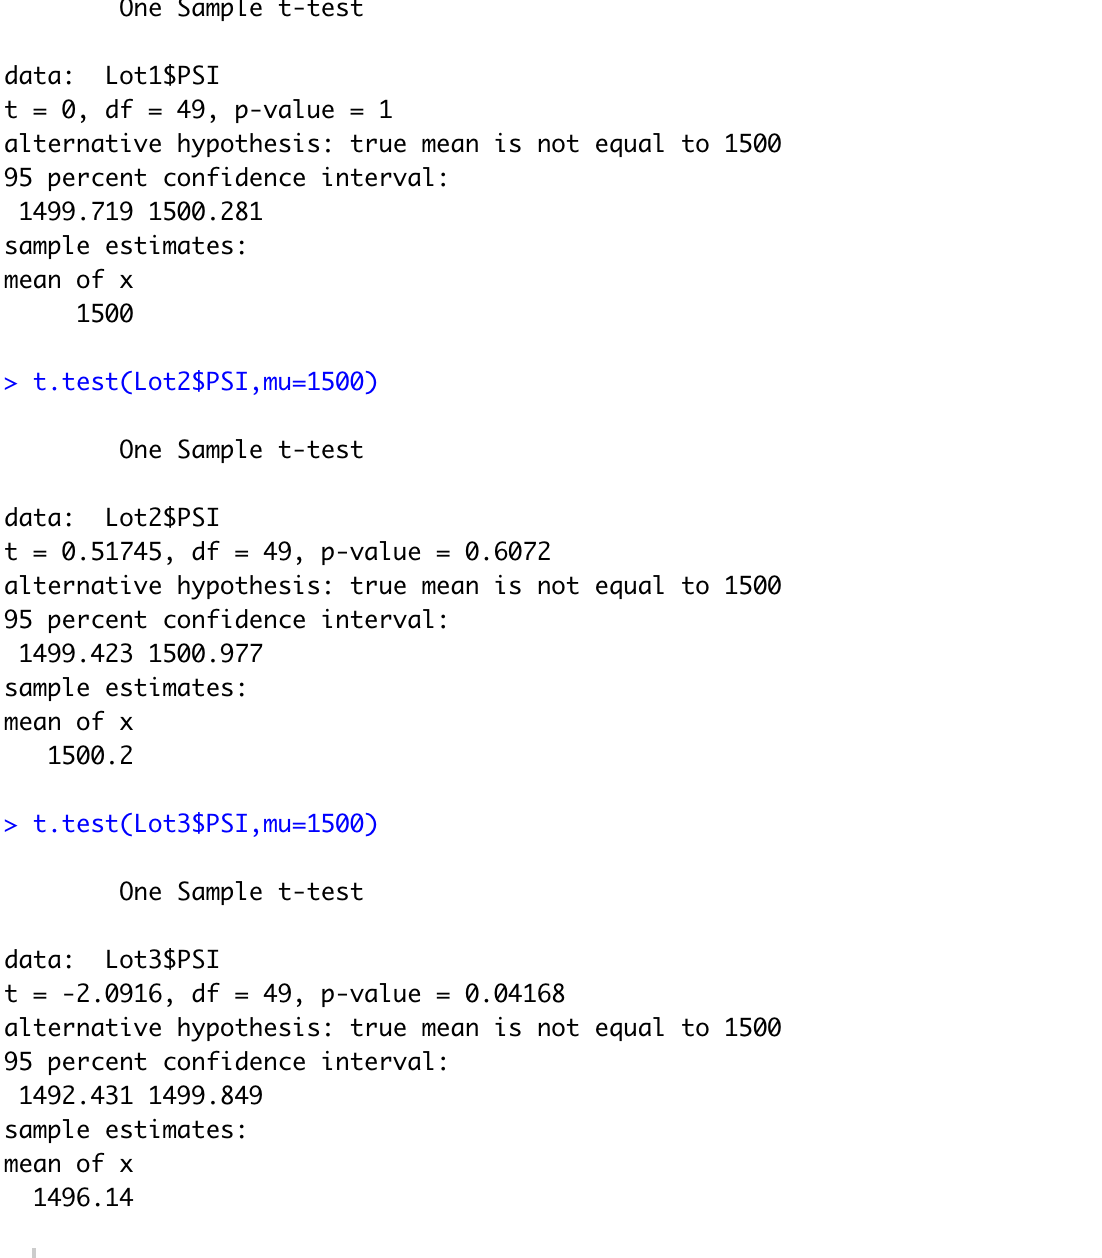 One Sample t-test
data:  Lot1$PSI
t = 0, df = 49, p-value = 1
alternative hypothesis: true mean is not equal to 1500
95 percent confidence interval:
 1499.719 1500.281
sample estimates:
mean of x
     1500
> t.test(Lot2$PSI,mu=1500)
        One Sample t-test
data:  Lot2$PSI
t = 0.51745, df = 49, p-value = 0.6072
alternative hypothesis: true mean is not equal to 1500
95 percent confidence interval:
 1499.423 1500.977
sample estimates:
mean of x
   1500.2
> t.test(Lot3$PSI,mu=1500)
        One Sample t-test
data:  Lot3$PSI
t = -2.0916, df = 49, p-value = 0.04168
alternative hypothesis: true mean is not equal to 1500
95 percent confidence interval:
 1492.431 1499.849
sample estimates:
mean of x
  1496.14